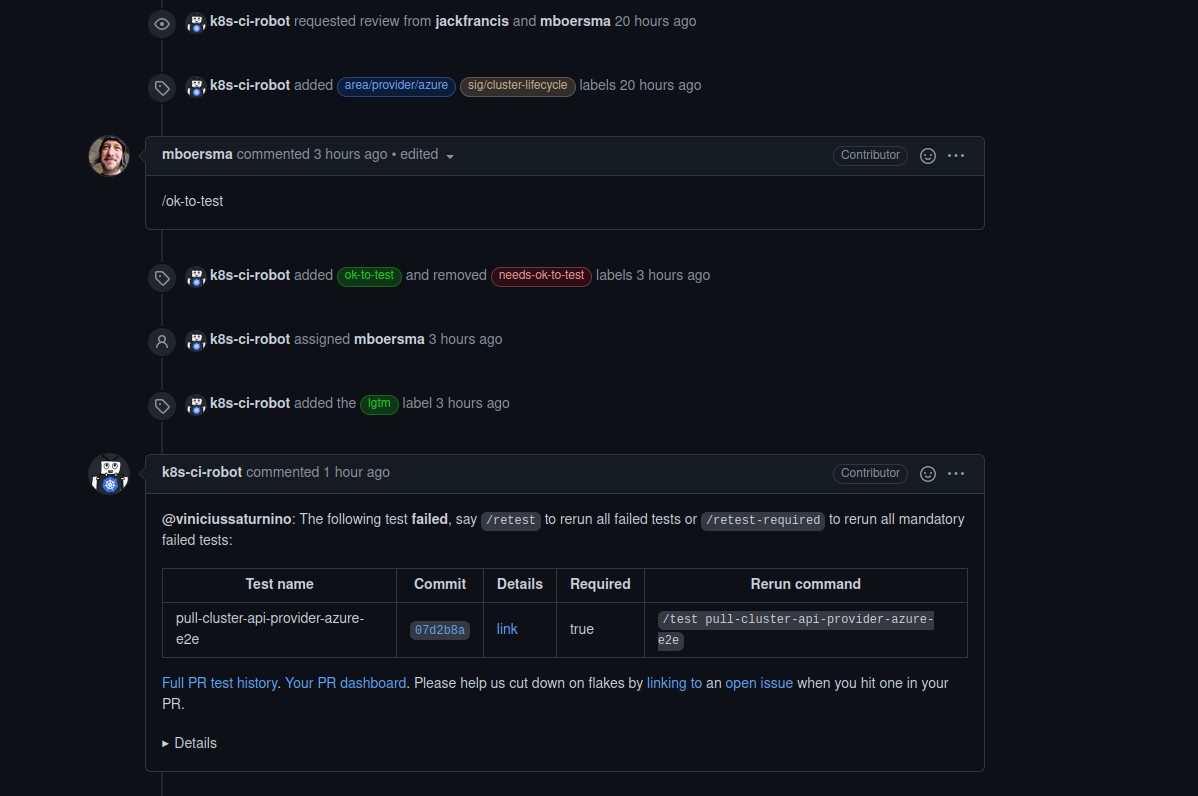 k8s-ci-robot requested review from jackfrancis and mboersma 20 hours ago
k8s-ci-robot added area/provider/azure sig/cluster-lifecycle labels 20 hours ago
mboersma commented 3 hours ago • edited Contributor
/ok-to-test
k8s-ci-robot added ok-to-test and removed needs-ok-to-test labels 3 hours ago
k8s-ci-robot assigned mboersma 3 hours ago
k8s-ci-robot added the lgtm label 3 hours ago
k8s-ci-robot commented 1 hour ago Contributor
@viniciussaturnino: The following test failed, say /retest to rerun all failed tests or /retest-required to rerun all mandatory
failed tests:
Test name Commit Details Required Rerun command
pull-cluster-api-provider-azure-
e2e 07d2b8a link true /test pull-cluster-api-provider-azure-
e2e
Full PR test history. Your PR dashboard. Please help us cut down on flakes by linking to an open issue when you hit one in your
PR.
▸ Details